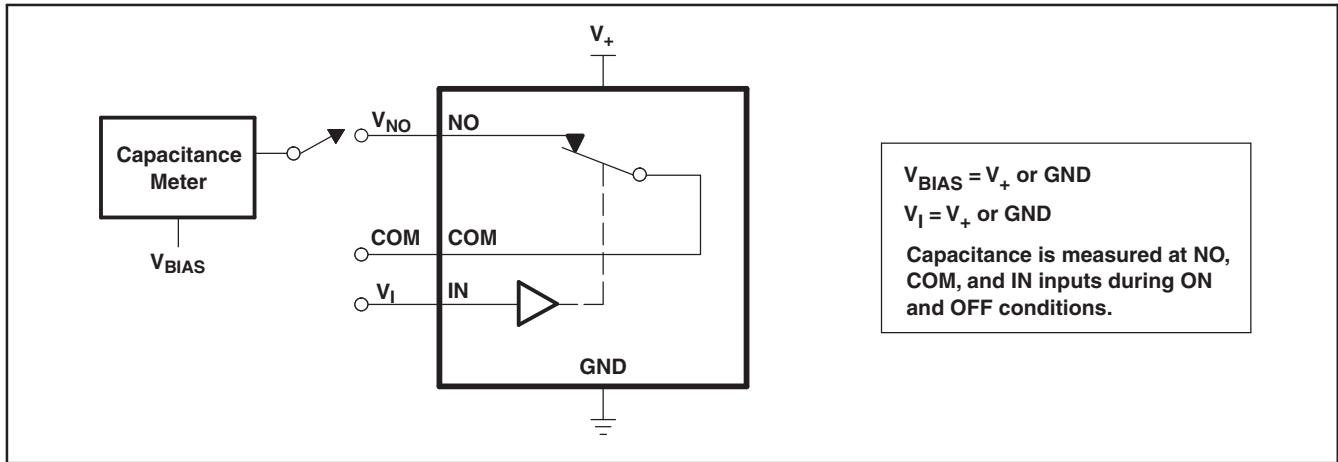 V+
VNO
NO
Capacitance
Meter
COM
COM
VBIAS
VI
IN
GND
VBIAS = V+ or GND
VI = V+ or GND
Capacitance is measured at NO,
COM, and IN inputs during ON
and OFF conditions.